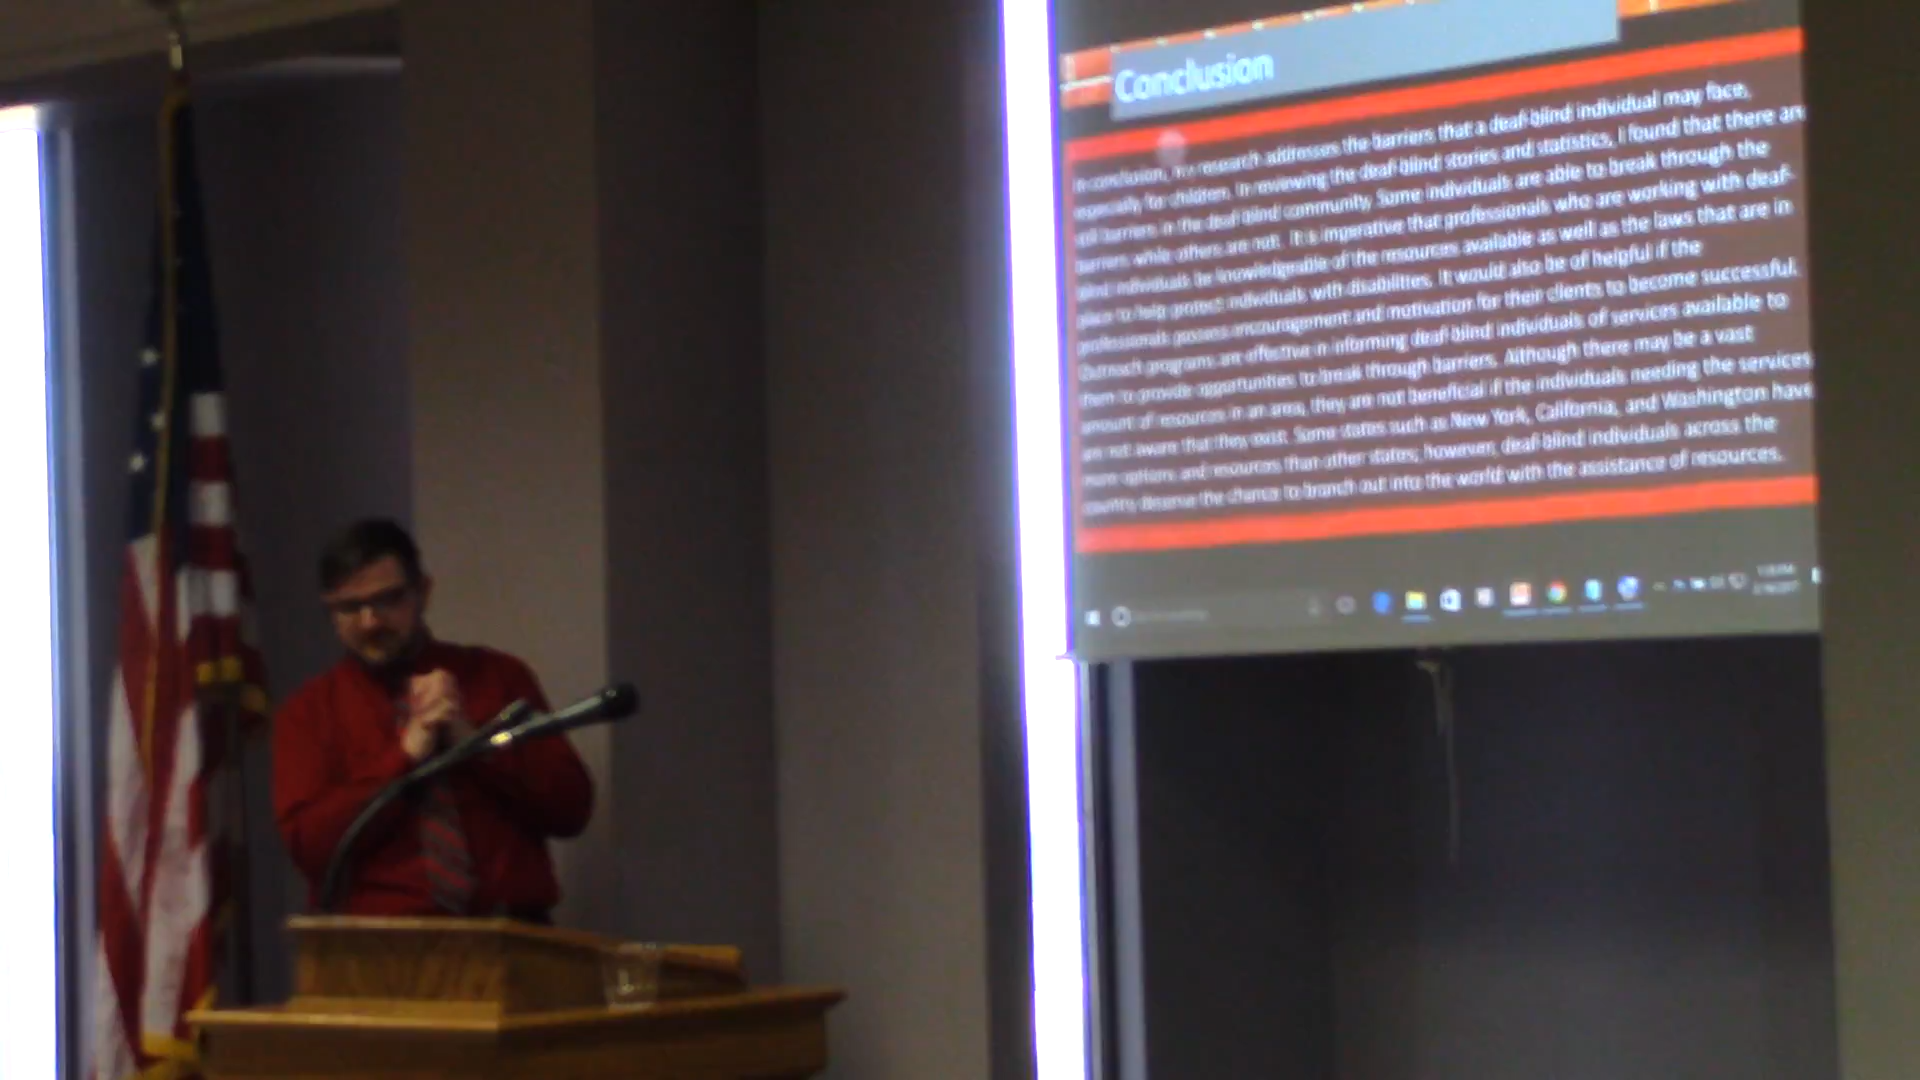 Conclusion
In conclusion, my research addresses the barriers that a deaf-blind individual may face,
especially for children. In reviewing the deaf-blind stories and statistics, I found that there are
still barriers in the deaf-blind community. Some individuals are able to break through the
barriers, while others are not. It is imperative that professionals who are working with deaf-
blind individuals be knowledgeable of the resources available as well as the laws that are in
place to help protect individuals with disabilities. It would also be of helpful if the
professionals possess encouragement and motivation for their clients to become successful.
Outreach programs are effective in informing deaf-blind individuals of services available to
them to provide opportunities to break through barriers. Although there may be a vast
amount of resources in an area, they are not beneficial if the individuals needing the services
are not aware that they exist. Some states such as New York, California, and Washington have
more options and resources than other states; however, deaf-blind individuals across the
country deserve the chance to branch out into the world with the assistance of resources.